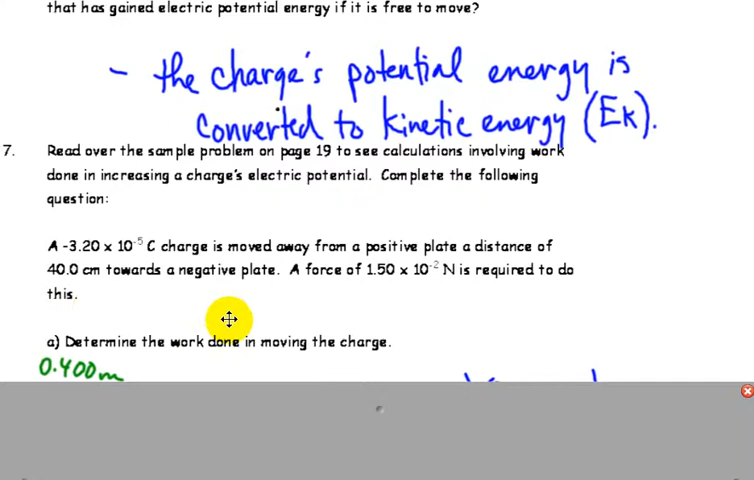 that has gained electric potential energy if it is free to move?
- the charge's potential energy is
converted to kinetic energy (Ek).
7. Read over the sample problem on page 19 to see calculations involving work
done in increasing a charge's electric potential. Complete the following
question:
A -3.20 x 10⁻⁵ C charge is moved away from a positive plate a distance of
40.0 cm towards a negative plate. A force of 1.50 x 10⁻² N is required to do
this.
a) Determine the work done in moving the charge.
0.400m